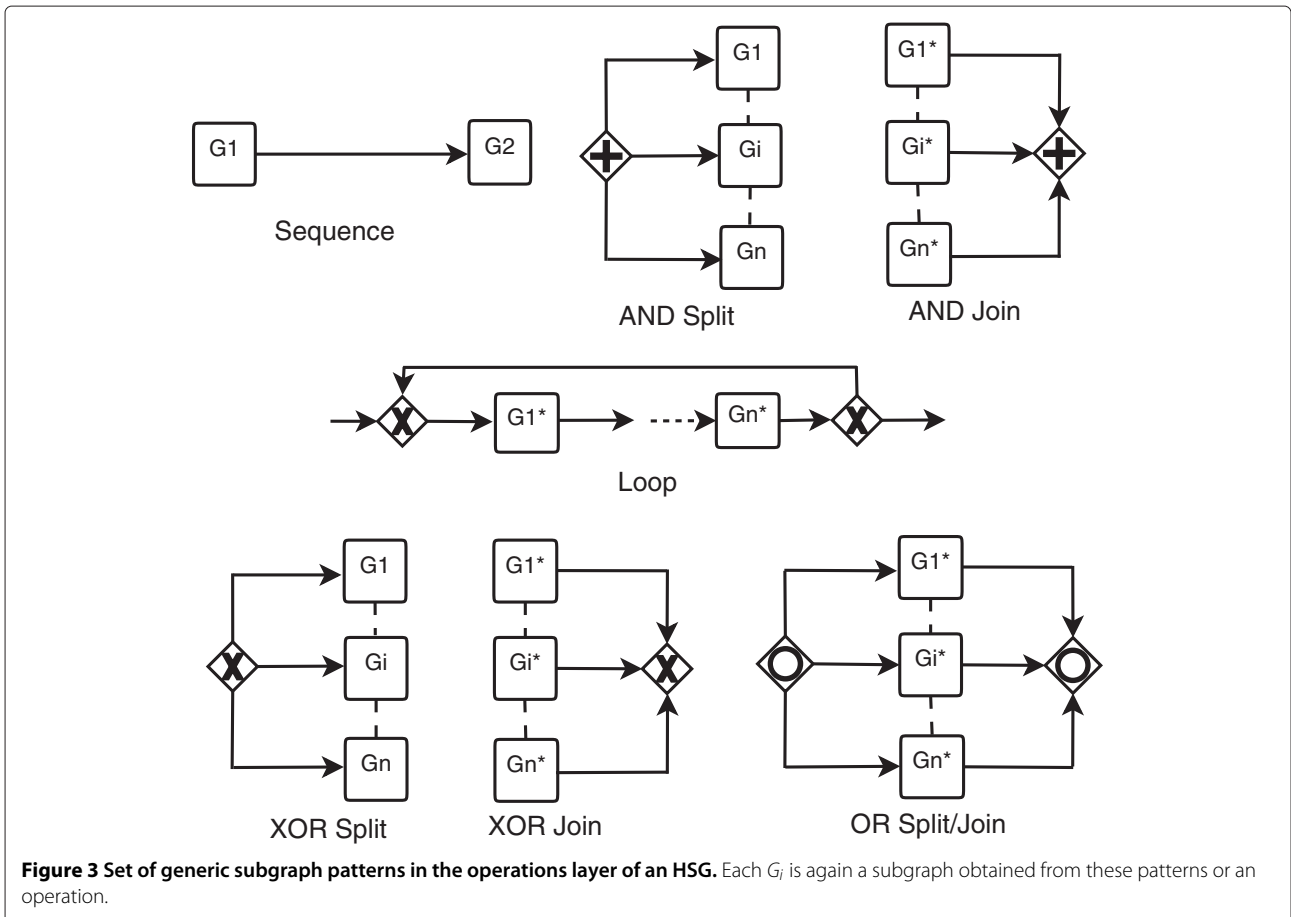 G1
G2
Sequence
G1
Gi
Gn
AND Split
G1*
Gi*
Gn*
AND Join
X
G1*
Gn*
X
Loop
X
G1
Gi
Gn
XOR Split
G1*
Gi*
Gn*
X
XOR Join
G1*
Gi*
Gn*
OR Split/Join
Figure 3 Set of generic subgraph patterns in the operations layer of an HSG. Each Gi is again a subgraph obtained from these patterns or an
operation.